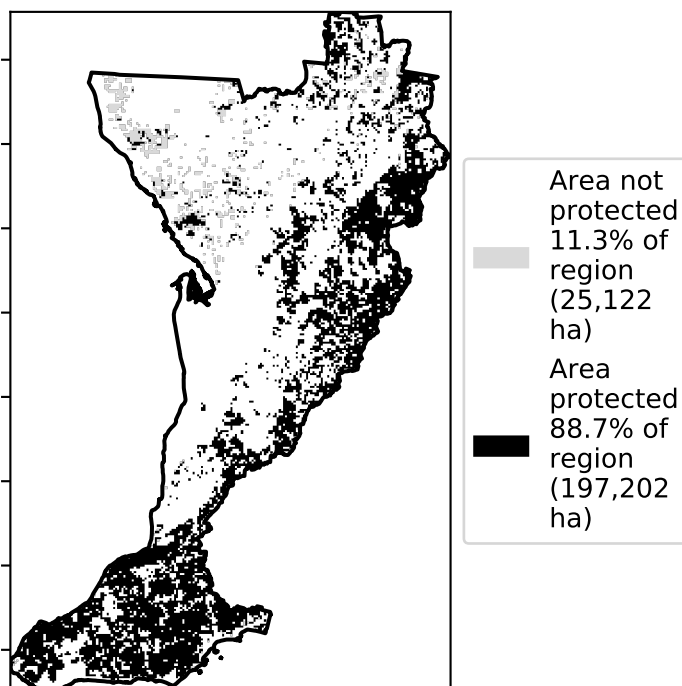 Area not
protected
11.3% of
region
(25,122
ha)
Area
protected
88.7% of
region
(197,202
ha)